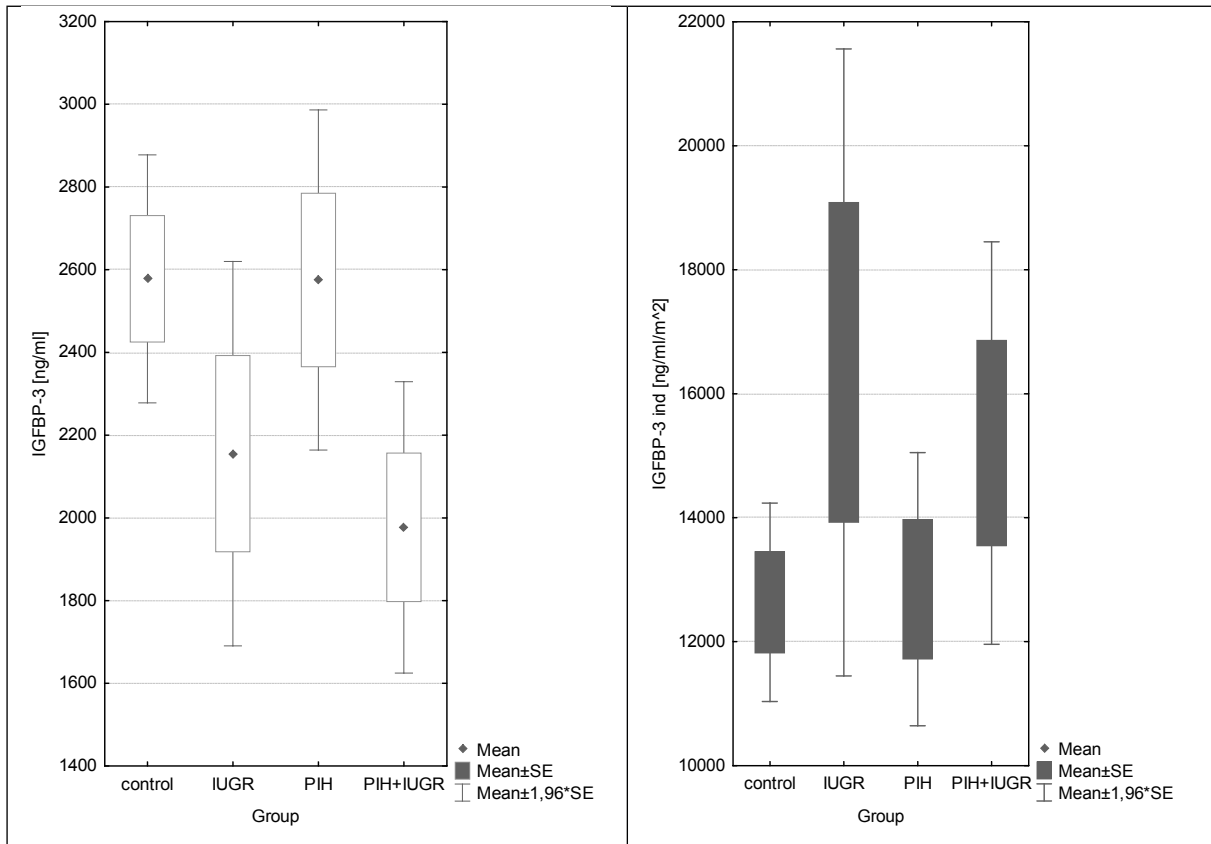 3200
3000
2800
2600
2400
2200
2000
1800
1600
1400
IGFBP-3 [ng/ml]
control IUGR PIH PIH+IUGR
Group
Mean
Mean±SE
Mean±1,96*SE
22000
20000
18000
16000
14000
12000
10000
IGFBP-3 ind [ng/ml/m^2]
control IUGR PIH PIH+IUGR
Group
Mean
Mean±SE
Mean±1,96*SE